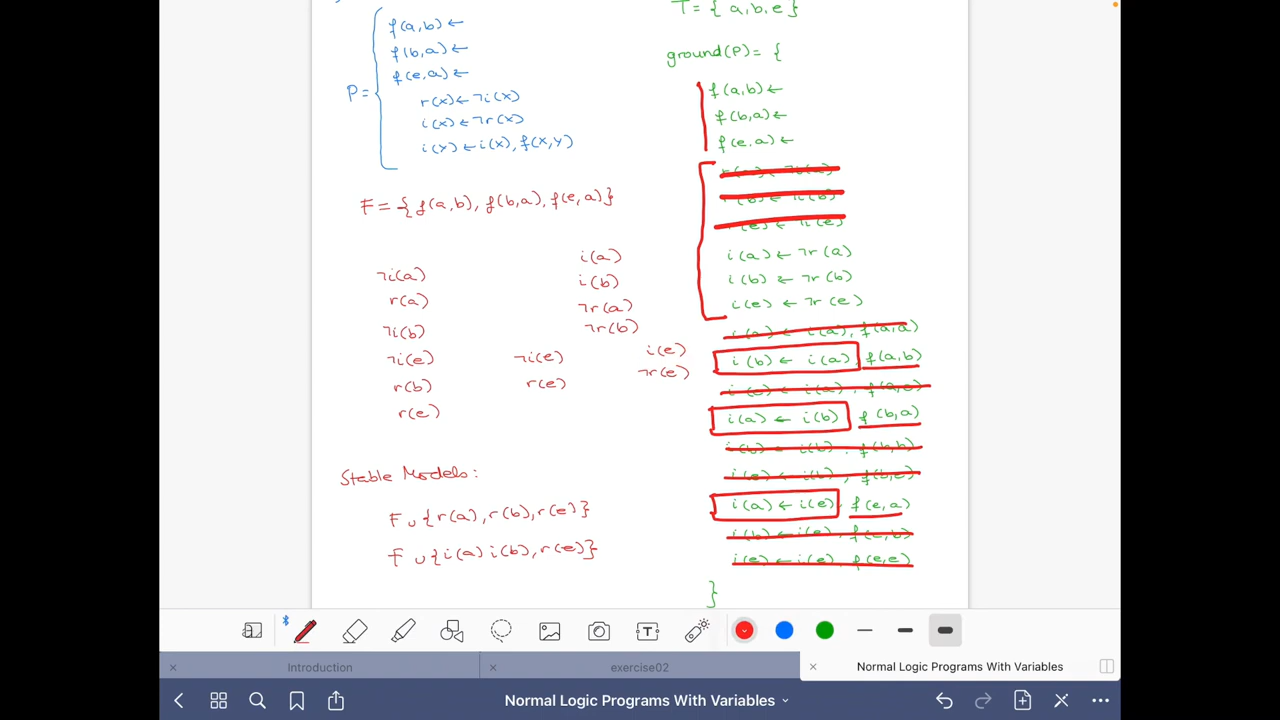 T = { a, b, e }
P =
f(a,b) ←
f(b,a) ←
f(e,a) ←
r(X) ← ¬i(X)
i(X) ← ¬r(X)
i(Y) ← i(X), f(X,Y)
F = { f(a,b), f(b,a), f(e,a) }
¬i(a)
r(a)
¬i(b)
¬i(e)
r(b)
r(e)
¬i(e)
r(e)
i(a)
i(b)
¬r(a)
¬r(b)
i(e)
¬r(e)
Stable Models:
F ∪ { r(a), r(b), r(e) }
F ∪ { i(a) i(b), r(e) }
ground(P) = {
f(a,b) ←
f(b,a) ←
f(e,a) ←
r(a) ← ¬i(a)
r(b) ← ¬i(b)
r(e) ← ¬i(e)
i(a) ← ¬r(a)
i(b) ← ¬r(b)
i(e) ← ¬r(e)
i(a) ← i(a), f(a,a)
i(b) ← i(a), f(a,b)
i(e) ← i(a), f(a,e)
i(a) ← i(b), f(b,a)
i(b) ← i(b), f(b,b)
i(e) ← i(b), f(b,e)
i(a) ← i(e), f(e,a)
i(b) ← i(e), f(e,b)
i(e) ← i(e), f(e,e)
}
Introduction
exercise02
Normal Logic Programs With Variables
Normal Logic Programs With Variables